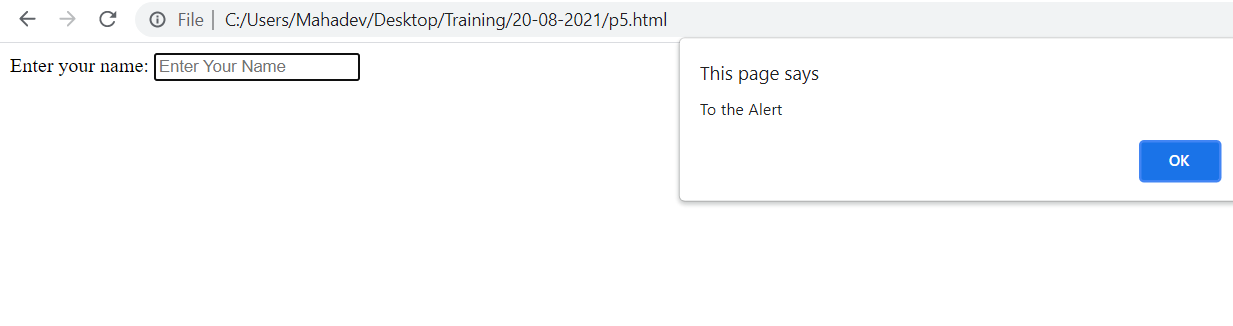 File | C:/Users/Mahadev/Desktop/Training/20-08-2021/p5.html
Enter your name: Enter Your Name
This page says
To the Alert
OK